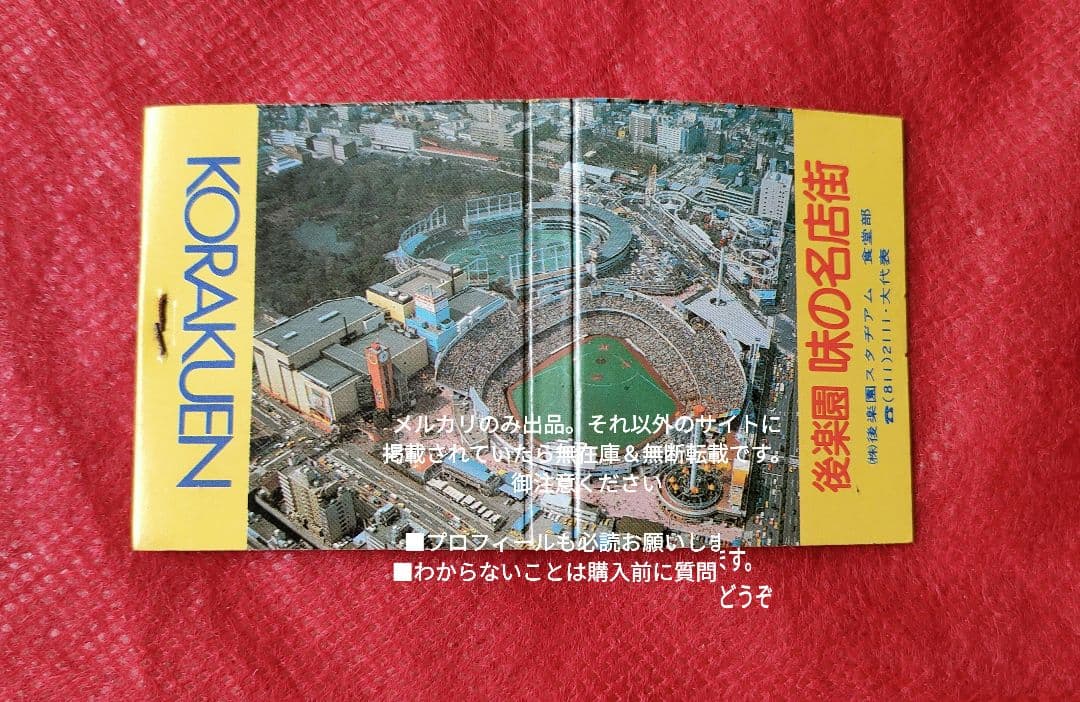 KORAKUEN
後楽園 味の名店街
㈱後楽園スタヂアム 食堂部
☎(811)2111・大代表
メルカリのみ出品。それ以外のサイトに
掲載されていたら無在庫＆無断転載です。
御注意ください
■プロフィールも必読お願いします。
■わからないことは購入前に質問どうぞ